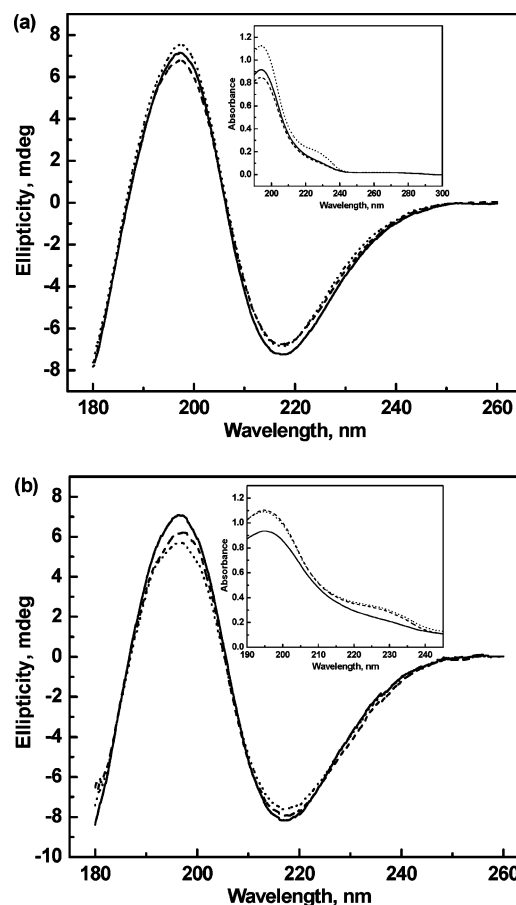 (a)
Ellipticity, mdeg
8
6
4
2
0
-2
-4
-6
-8
180 200 220 240 260
Wavelength, nm
Absorbance
1.2
1.0
0.8
0.6
0.4
0.2
0.0
200 220 240 260 280 300
Wavelength, nm
(b)
Ellipticity, mdeg
10
8
6
4
2
0
-2
-4
-6
-8
-10
180 200 220 240 260
Wavelength, nm
Absorbance
1.2
1.0
0.8
0.6
0.4
0.2
0.0
190 200 210 220 230 240
Wavelength, nm